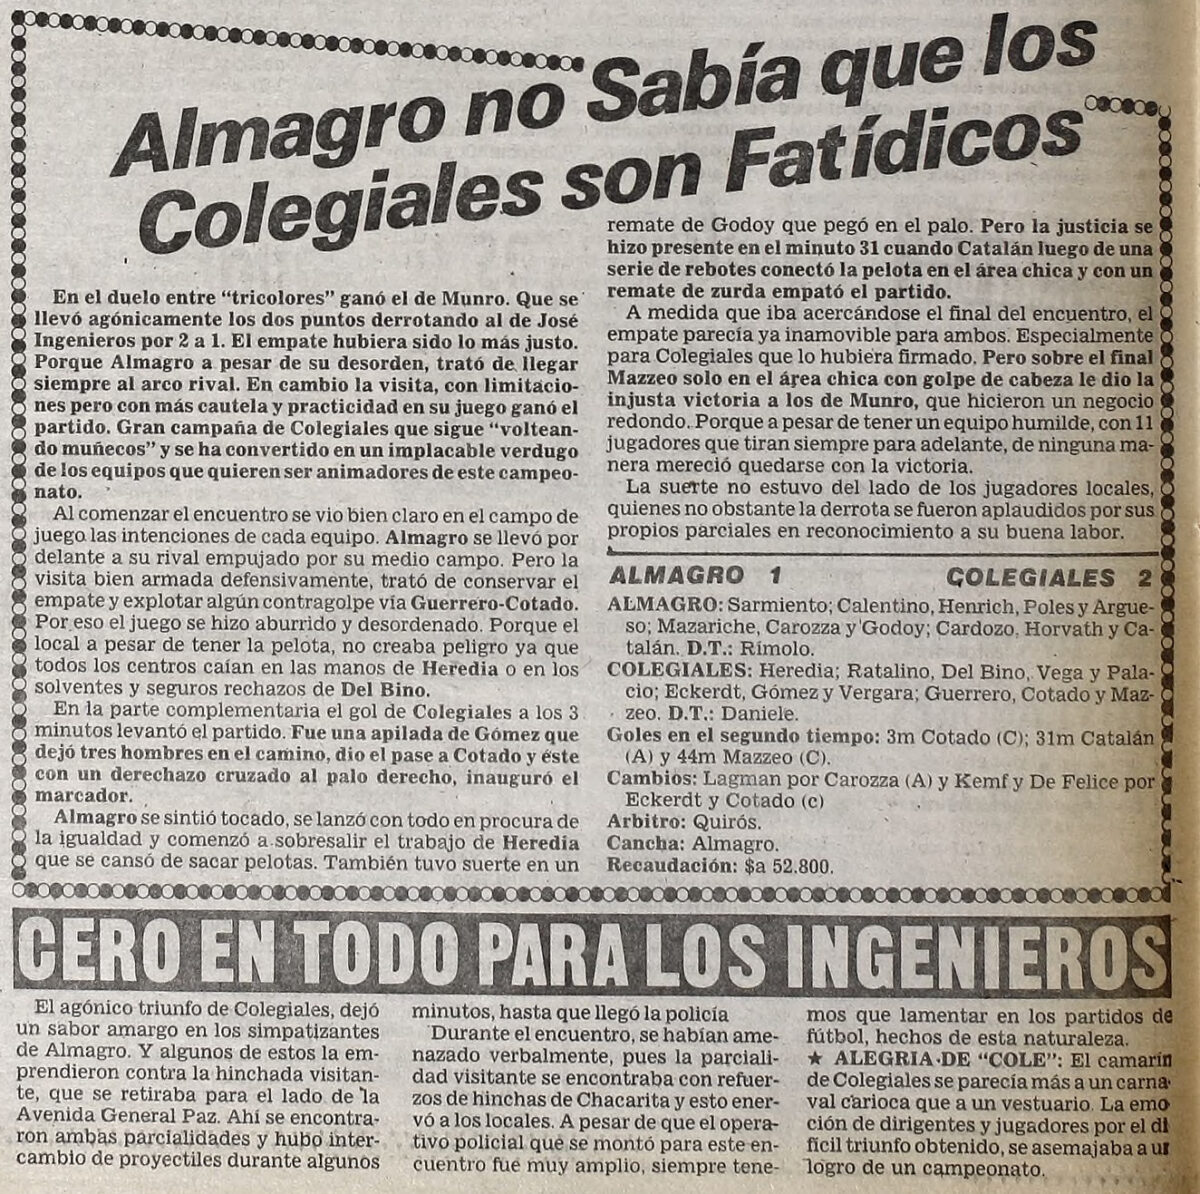 Almagro no Sabía que los
Colegiales son Fatídicos
En el duelo entre “tricolores” ganó el de Munro. Que se
llevó agónicamente los dos puntos derrotando al de José
Ingenieros por 2 a 1. El empate hubiera sido lo más justo.
Porque Almagro a pesar de su desorden, trató de llegar
siempre al arco rival. En cambio la visita, con limitacio-
nes pero con más cautela y practicidad en su juego ganó el
partido. Gran campaña de Colegiales que sigue “voltean-
do muñecos” y se ha convertido en un implacable verdugo
de los equipos que quieren ser animadores de este campeo-
nato.
Al comenzar el encuentro se vio bien claro en el campo de
juego las intenciones de cada equipo. Almagro se llevó por
delante a su rival empujado por su medio campo. Pero la
visita bien armada defensivamente, trató de conservar el
empate y explotar algún contragolpe vía Guerrero-Cotado.
Por eso el juego se hizo aburrido y desordenado. Porque el
local a pesar de tener la pelota, no creaba peligro ya que
todos los centros caían en las manos de Heredia o en los
solventes y seguros rechazos de Del Bino.
En la parte complementaria el gol de Colegiales a los 3
minutos levantó el partido. Fue una apilada de Gómez que
dejó tres hombres en el camino, dio el pase a Cotado y éste
con un derechazo cruzado al palo derecho, inauguró el
marcador.
Almagro se sintió tocado, se lanzó con todo en procura de
la igualdad y comenzó a sobresalir el trabajo de Heredia
que se cansó de sacar pelotas. También tuvo suerte en un
remate de Godoy que pegó en el palo. Pero la justicia se
hizo presente en el minuto 31 cuando Catalán luego de una
serie de rebotes conectó la pelota en el área chica y con un
remate de zurda empató el partido.
A medida que iba acercándose el final del encuentro, el
empate parecía ya inamovible para ambos. Especialmente
para Colegiales que lo hubiera firmado. Pero sobre el final
Mazzeo solo en el área chica con golpe de cabeza le dio la
injusta victoria a los de Munro, que hicieron un negocio
redondo. Porque a pesar de tener un equipo humilde, con 11
jugadores que tiran siempre para adelante, de ninguna ma-
nera mereció quedarse con la victoria.
La suerte no estuvo del lado de los jugadores locales,
quienes no obstante la derrota se fueron aplaudidos por sus
propios parciales en reconocimiento a su buena labor.
ALMAGRO 1 COLEGIALES 2
ALMAGRO: Sarmiento; Calentino, Henrich, Poles y Argue-
so; Mazariche, Carozza y Godoy; Cardozo, Horvath y Ca-
talán. D.T.: Rímolo.
COLEGIALES: Heredia; Ratalino, Del Bino, Vega y Pala-
cio; Eckerdt, Gómez y Vergara; Guerrero, Cotado y Maz-
zeo. D.T.: Daniele.
Goles en el segundo tiempo: 3m Cotado (C); 31m Catalán
(A) y 44m Mazzeo (C).
Cambios: Lagman por Carozza (A) y Kemf y De Felice por
Eckerdt y Cotado (c)
Arbitro: Quirós.
Cancha: Almagro.
Recaudación: $a 52.800.
CERO EN TODO PARA LOS INGENIEROS
El agónico triunfo de Colegiales, dejó
un sabor amargo en los simpatizantes
de Almagro. Y algunos de estos la em-
prendieron contra la hinchada visitan-
te, que se retiraba para el lado de la
Avenida General Paz. Ahí se encontra-
ron ambas parcialidades y hubo inter-
cambio de proyectiles durante algunos
minutos, hasta que llegó la policía
Durante el encuentro, se habían ame-
nazado verbalmente, pues la parciali-
dad visitante se encontraba con refuer-
zos de hinchas de Chacarita y esto ener-
vó a los locales. A pesar de que el opera-
tivo policial que se montó para este en-
cuentro fue muy amplio, siempre tene-
mos que lamentar en los partidos de
fútbol, hechos de esta naturaleza.
★ ALEGRIA DE “COLE”: El camarín
de Colegiales se parecía más a un carna
val carioca que a un vestuario. La emo
ción de dirigentes y jugadores por el di
fícil triunfo obtenido, se asemejaba a un
logro de un campeonato.